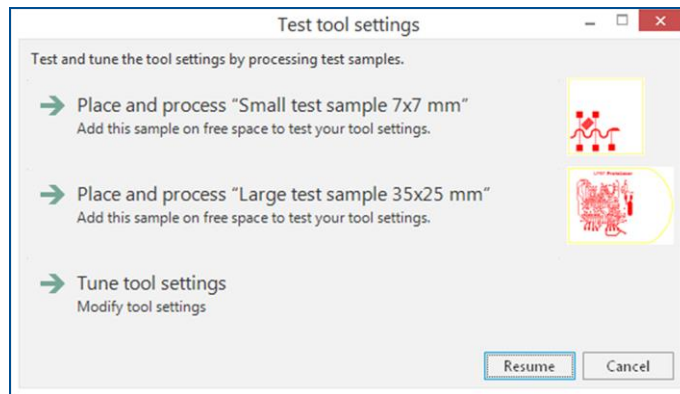 Test tool settings
Test and tune the tool settings by processing test samples.
Place and process “Small test sample 7x7 mm”
Add this sample on free space to test your tool settings.
Place and process “Large test sample 35x25 mm”
Add this sample on free space to test your tool settings.
Tune tool settings
Modify tool settings
Resume
Cancel